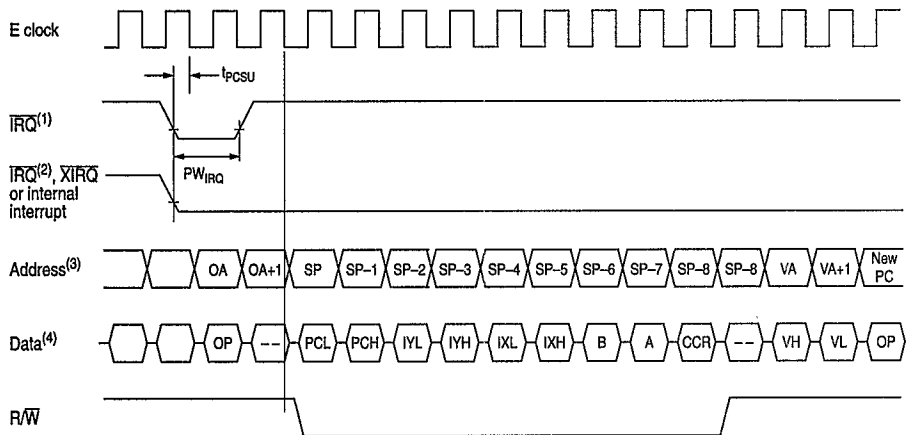 E clock
tPCSU
IRQ(1)
PWIRQ
IRQ(2), XIRQ
or internal
interrupt
Address(3) OA OA+1 SP SP–1 SP–2 SP–3 SP–4 SP–5 SP–6 SP–7 SP–8 SP–8 VA VA+1 New PC
Data(4) OP –– PCL PCH IYL IYH IXL IXH B A CCR –– VH VL OP
R/W